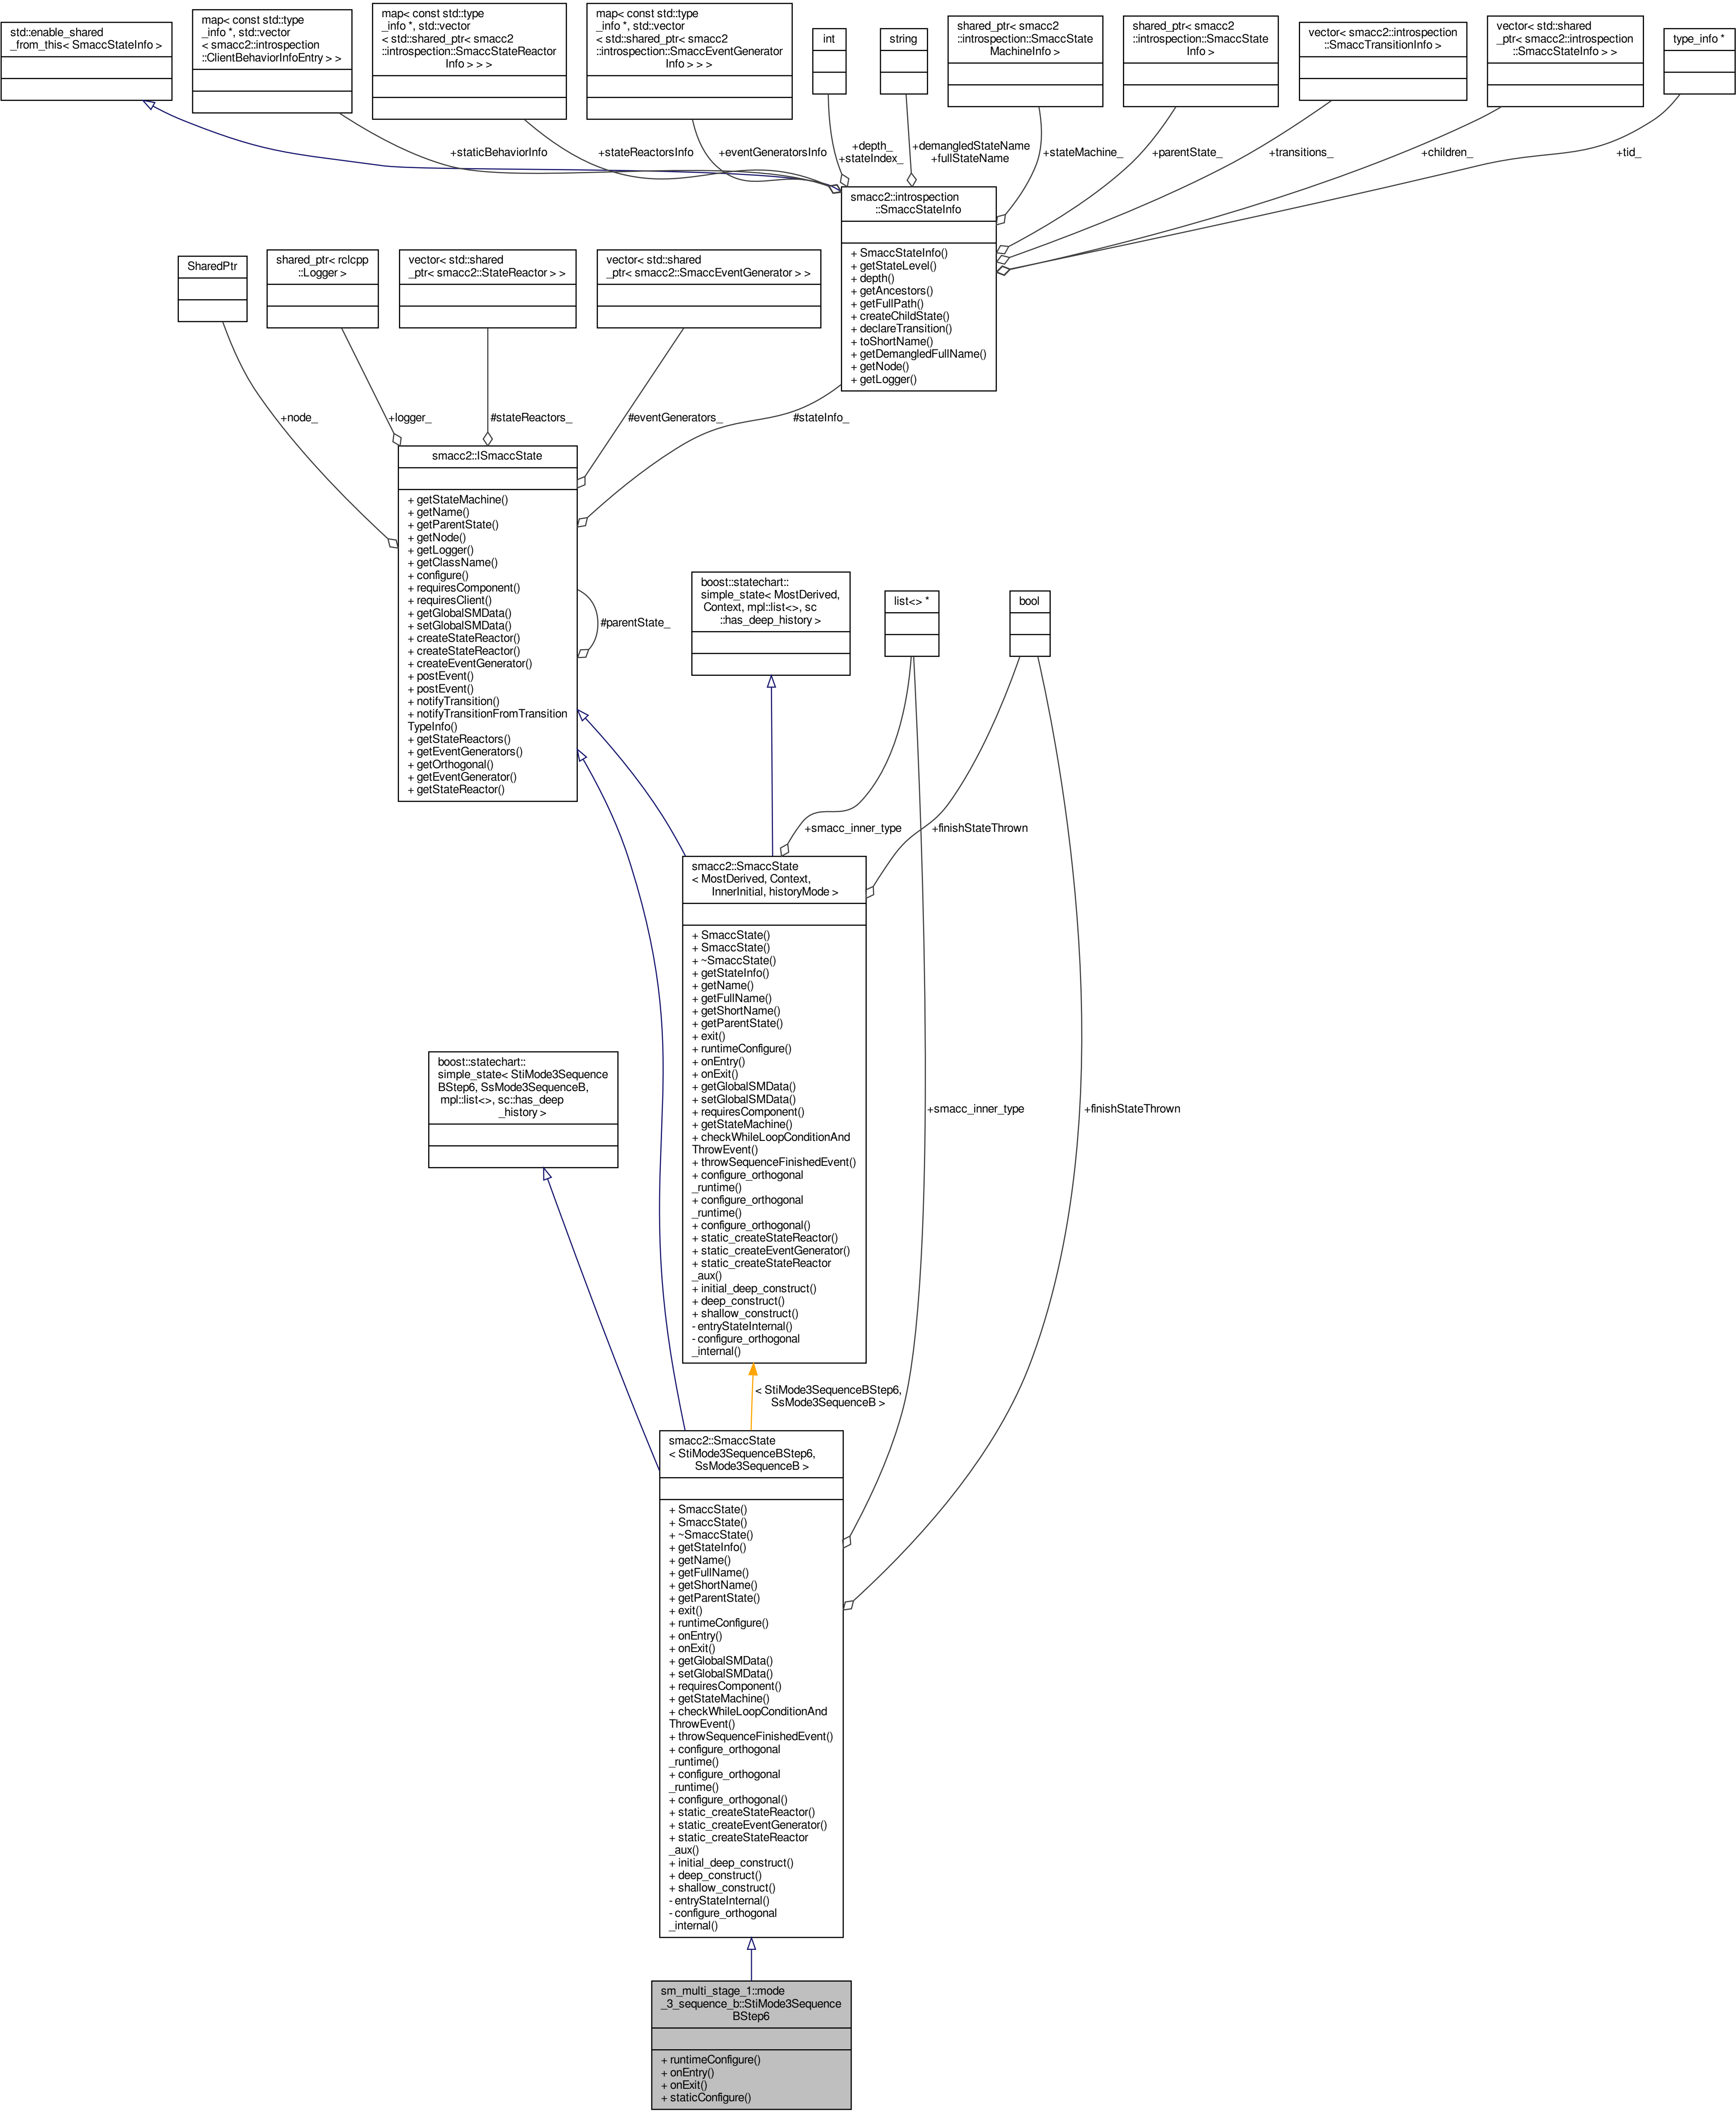 std::enable_shared
_from_this< SmaccStateInfo >
map< const std::type
_info *, std::vector
< smacc2::introspection
::ClientBehaviorInfoEntry > >
map< const std::type
_info *, std::vector
< std::shared_ptr< smacc2
::introspection::SmaccStateReactor
Info > > >
map< const std::type
_info *, std::vector
< std::shared_ptr< smacc2
::introspection::SmaccEventGenerator
Info > > >
int
string
shared_ptr< smacc2
::introspection::SmaccState
MachineInfo >
shared_ptr< smacc2
::introspection::SmaccState
Info >
vector< smacc2::introspection
::SmaccTransitionInfo >
vector< std::shared
_ptr< smacc2::introspection
::SmaccStateInfo > >
type_info *
+staticBehaviorInfo
+stateReactorsInfo
+eventGeneratorsInfo
+depth_
+stateIndex_
+demangledStateName
+fullStateName
+stateMachine_
+parentState_
+transitions_
+children_
+tid_
smacc2::introspection
::SmaccStateInfo
+ SmaccStateInfo()
+ getStateLevel()
+ depth()
+ getAncestors()
+ getFullPath()
+ createChildState()
+ declareTransition()
+ toShortName()
+ getDemangledFullName()
+ getNode()
+ getLogger()
SharedPtr
shared_ptr< rclcpp
::Logger >
vector< std::shared
_ptr< smacc2::StateReactor > >
vector< std::shared
_ptr< smacc2::SmaccEventGenerator > >
+node_
+logger_
#stateReactors_
#eventGenerators_
#stateInfo_
smacc2::ISmaccState
+ getStateMachine()
+ getName()
+ getParentState()
+ getNode()
+ getLogger()
+ getClassName()
+ configure()
+ requiresComponent()
+ requiresClient()
+ getGlobalSMData()
+ setGlobalSMData()
+ createStateReactor()
+ createStateReactor()
+ createEventGenerator()
+ postEvent()
+ postEvent()
+ notifyTransition()
+ notifyTransitionFromTransition
TypeInfo()
+ getStateReactors()
+ getEventGenerators()
+ getOrthogonal()
+ getEventGenerator()
+ getStateReactor()
#parentState_
boost::statechart::
simple_state< MostDerived,
Context, mpl::list<>, sc
::has_deep_history >
list<> *
bool
+smacc_inner_type
+finishStateThrown
smacc2::SmaccState
< MostDerived, Context,
InnerInitial, historyMode >
+ SmaccState()
+ SmaccState()
+ ~SmaccState()
+ getStateInfo()
+ getName()
+ getFullName()
+ getShortName()
+ getParentState()
+ exit()
+ runtimeConfigure()
+ onEntry()
+ onExit()
+ getGlobalSMData()
+ setGlobalSMData()
+ requiresComponent()
+ getStateMachine()
+ checkWhileLoopConditionAnd
ThrowEvent()
+ throwSequenceFinishedEvent()
+ configure_orthogonal
_runtime()
+ configure_orthogonal
_runtime()
+ configure_orthogonal()
+ static_createStateReactor()
+ static_createEventGenerator()
+ static_createStateReactor
_aux()
+ initial_deep_construct()
+ deep_construct()
+ shallow_construct()
- entryStateInternal()
- configure_orthogonal
_internal()
boost::statechart::
simple_state< StiMode3Sequence
BStep6, SsMode3SequenceB,
mpl::list<>, sc::has_deep
_history >
+smacc_inner_type
+finishStateThrown
< StiMode3SequenceBStep6,
SsMode3SequenceB >
smacc2::SmaccState
< StiMode3SequenceBStep6,
SsMode3SequenceB >
+ SmaccState()
+ SmaccState()
+ ~SmaccState()
+ getStateInfo()
+ getName()
+ getFullName()
+ getShortName()
+ getParentState()
+ exit()
+ runtimeConfigure()
+ onEntry()
+ onExit()
+ getGlobalSMData()
+ setGlobalSMData()
+ requiresComponent()
+ getStateMachine()
+ checkWhileLoopConditionAnd
ThrowEvent()
+ throwSequenceFinishedEvent()
+ configure_orthogonal
_runtime()
+ configure_orthogonal
_runtime()
+ configure_orthogonal()
+ static_createStateReactor()
+ static_createEventGenerator()
+ static_createStateReactor
_aux()
+ initial_deep_construct()
+ deep_construct()
+ shallow_construct()
- entryStateInternal()
- configure_orthogonal
_internal()
sm_multi_stage_1::mode
_3_sequence_b::StiMode3Sequence
BStep6
+ runtimeConfigure()
+ onEntry()
+ onExit()
+ staticConfigure()